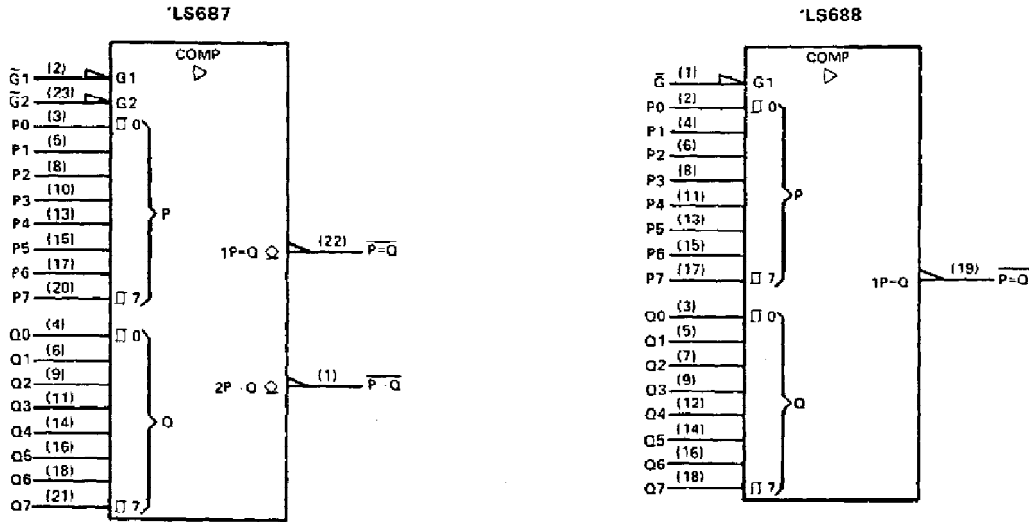 'LS687
COMP
G̅1 (2) G1
G̅2 (23) G2
P0 (3) 0
P1 (5)
P2 (8)
P3 (10)
P4 (13)
P
P5 (15)
P6 (17)
P7 (20) 7
1P=Q (22) P=Q
Q0 (4) 0
Q1 (6)
Q2 (9)
Q3 (11)
Q4 (14)
Q
Q5 (16)
Q6 (18)
Q7 (21) 7
2P Q (1) P Q
'LS688
COMP
G̅ (1) G1
P0 (2) 0
P1 (4)
P2 (6)
P3 (8)
P
P4 (11)
P5 (13)
P6 (15)
P7 (17) 7
1P=Q (19) P=Q
Q0 (3) 0
Q1 (5)
Q2 (7)
Q3 (9)
Q
Q4 (12)
Q5 (14)
Q6 (16)
Q7 (18) 7